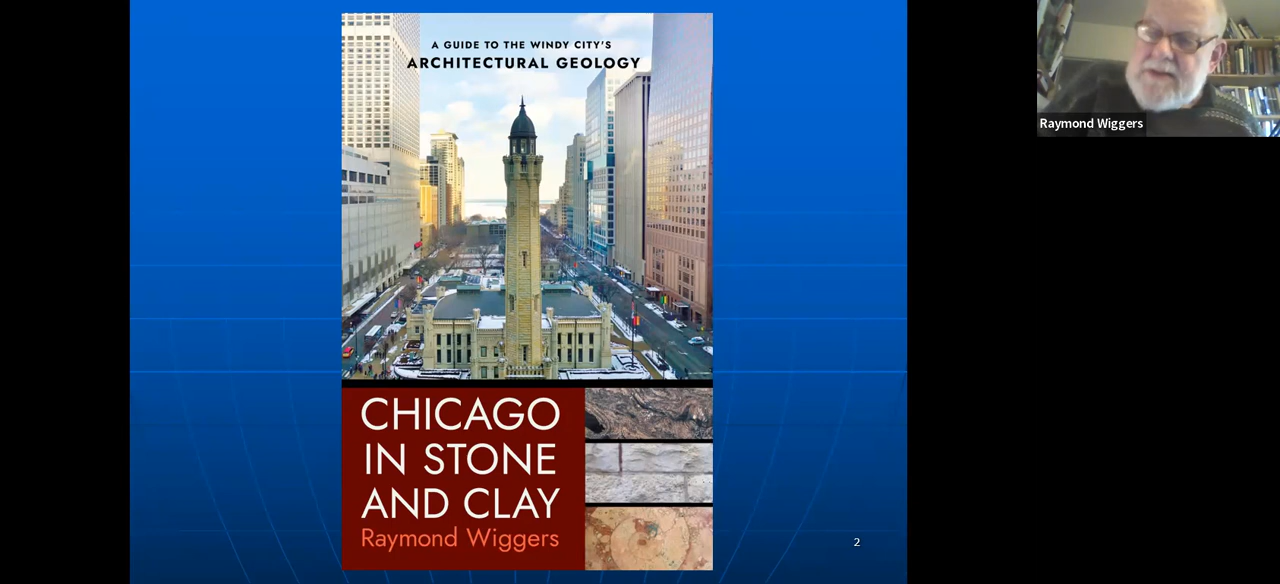 A GUIDE TO THE WINDY CITY'S
ARCHITECTURAL GEOLOGY
CHICAGO
IN STONE
AND CLAY
Raymond Wiggers
2
Raymond Wiggers